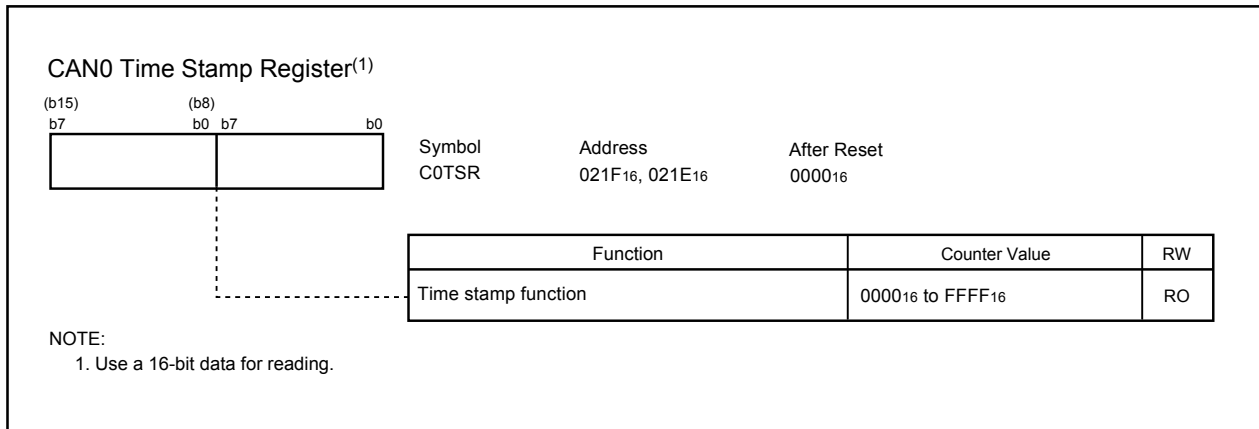 CAN0 Time Stamp Register(1)
(b15) (b8)
b7 b0 b7 b0
Symbol Address After Reset
C0TSR 021F16, 021E16 000016
Function Counter Value RW
Time stamp function 000016 to FFFF16 RO
NOTE:
1. Use a 16-bit data for reading.